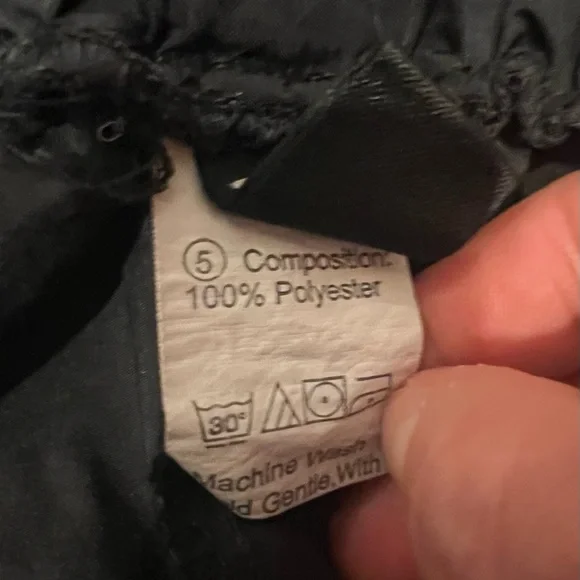 ⑤ Composition:
100% Polyester
30°
Machine Wash
Gentle, With